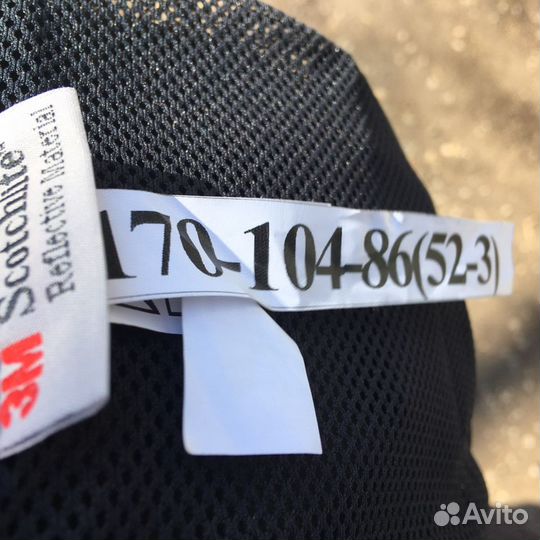 3M Scotchlite™
Reflective Material
170-104-86(52-3)
Avito